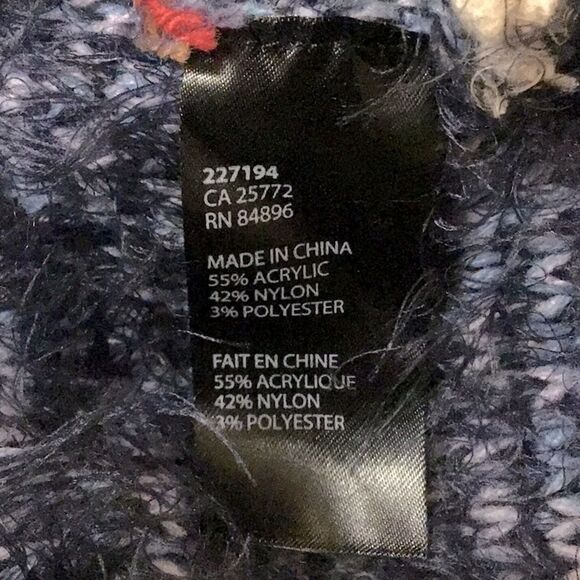 227194
CA 25772
RN 84896
MADE IN CHINA
55% ACRYLIC
42% NYLON
3% POLYESTER
FAIT EN CHINE
55% ACRYLIQUE
42% NYLON
3% POLYESTER